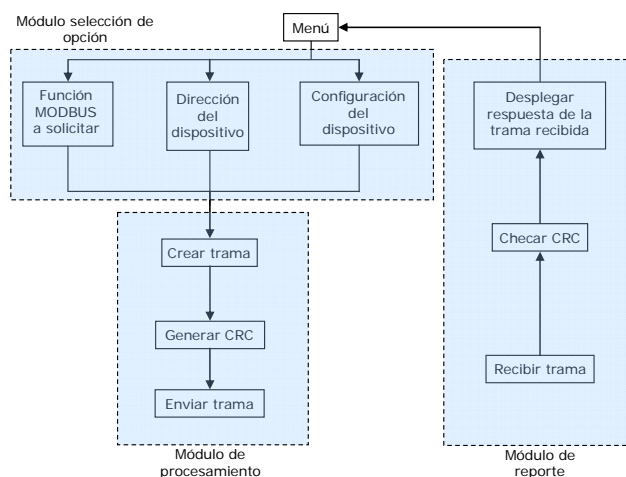 Módulo selección de
opción
Menú
Función
MODBUS
a solicitar
Dirección
del
dispositivo
Configuración
del
dispositivo
Desplegar
respuesta de la
trama recibida
Crear trama
Checar CRC
Generar CRC
Recibir trama
Enviar trama
Módulo de
procesamiento
Módulo de
reporte